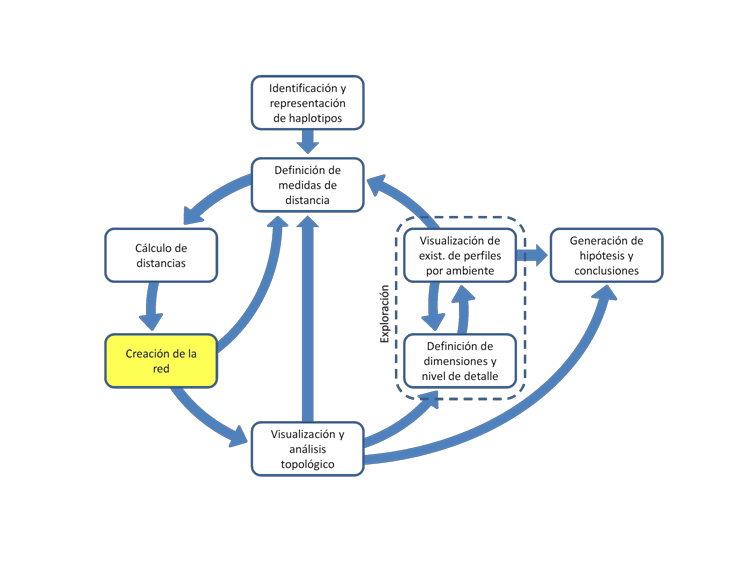 Identificación y
representación
de haplotipos
Definición de
medidas de
distancia
Cálculo de
distancias
Visualización de
exist. de perfiles
por ambiente
Generación de
hipótesis y
conclusiones
Exploración
Creación de la
red
Definición de
dimensiones y
nivel de detalle
Visualización y
análisis
topológico